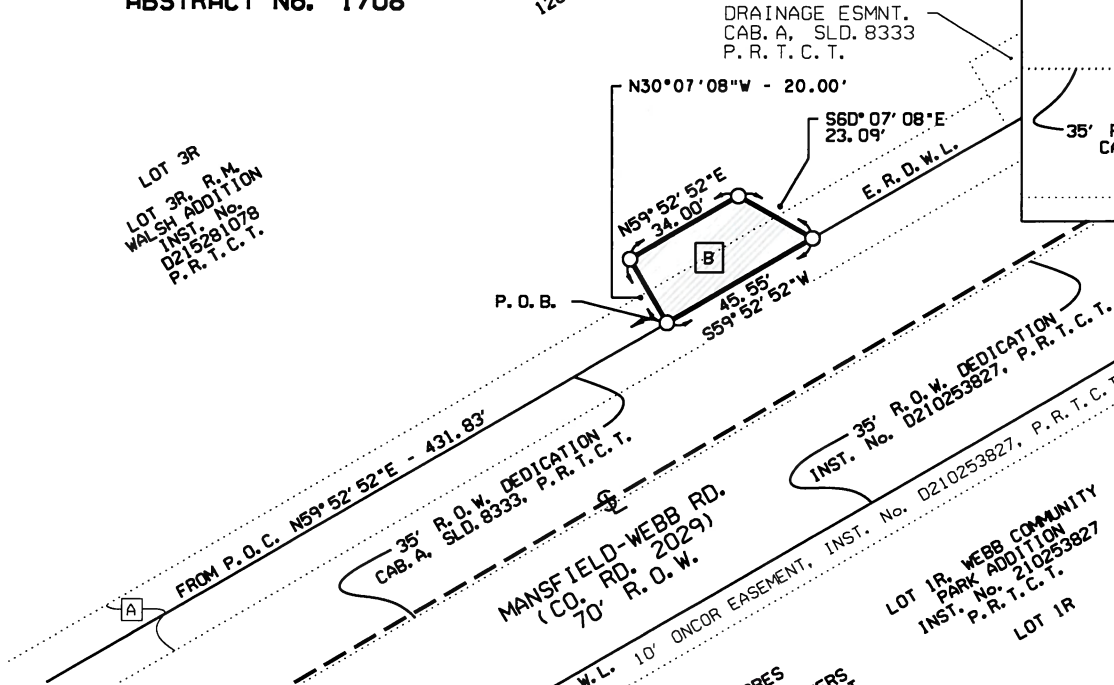 ABSTRACT No. 1706
DRAINAGE ESMNT.
CAB. A, SLD. 8333
P. R. T. C. T.
N30°07'08"W - 20.00'
S60°07'08"E
23.09'
35'
LOT 3R
LOT 3R, R.M.
WALSH ADDITION
INST. No.
D215281078
P. R. T. C. T.
N59°52'52"E
34.00'
E. R. D. W. L.
B
P. O. B.
45.55'
S59°52'52"W
FROM P.O.C. N59°52'52"E - 431.83'
35' R.O.W. DEDICATION
CAB. A, SLD. 8333, P. R. T. C. T.
35' R.O.W. DEDICATION
INST. No. D210253827, P. R. T. C. T.
A
MANSFIELD-WEBB RD.
(CO. RD. 2029)
70' R.O.W.
W.L. 10' ONCOR EASEMENT, INST. No. D210253827, P. R. T. C. T.
LOT 1R, WEBB COMMUNITY
PARK ADDITION
INST. No. 210253827
P. R. T. C. T.
LOT 1R